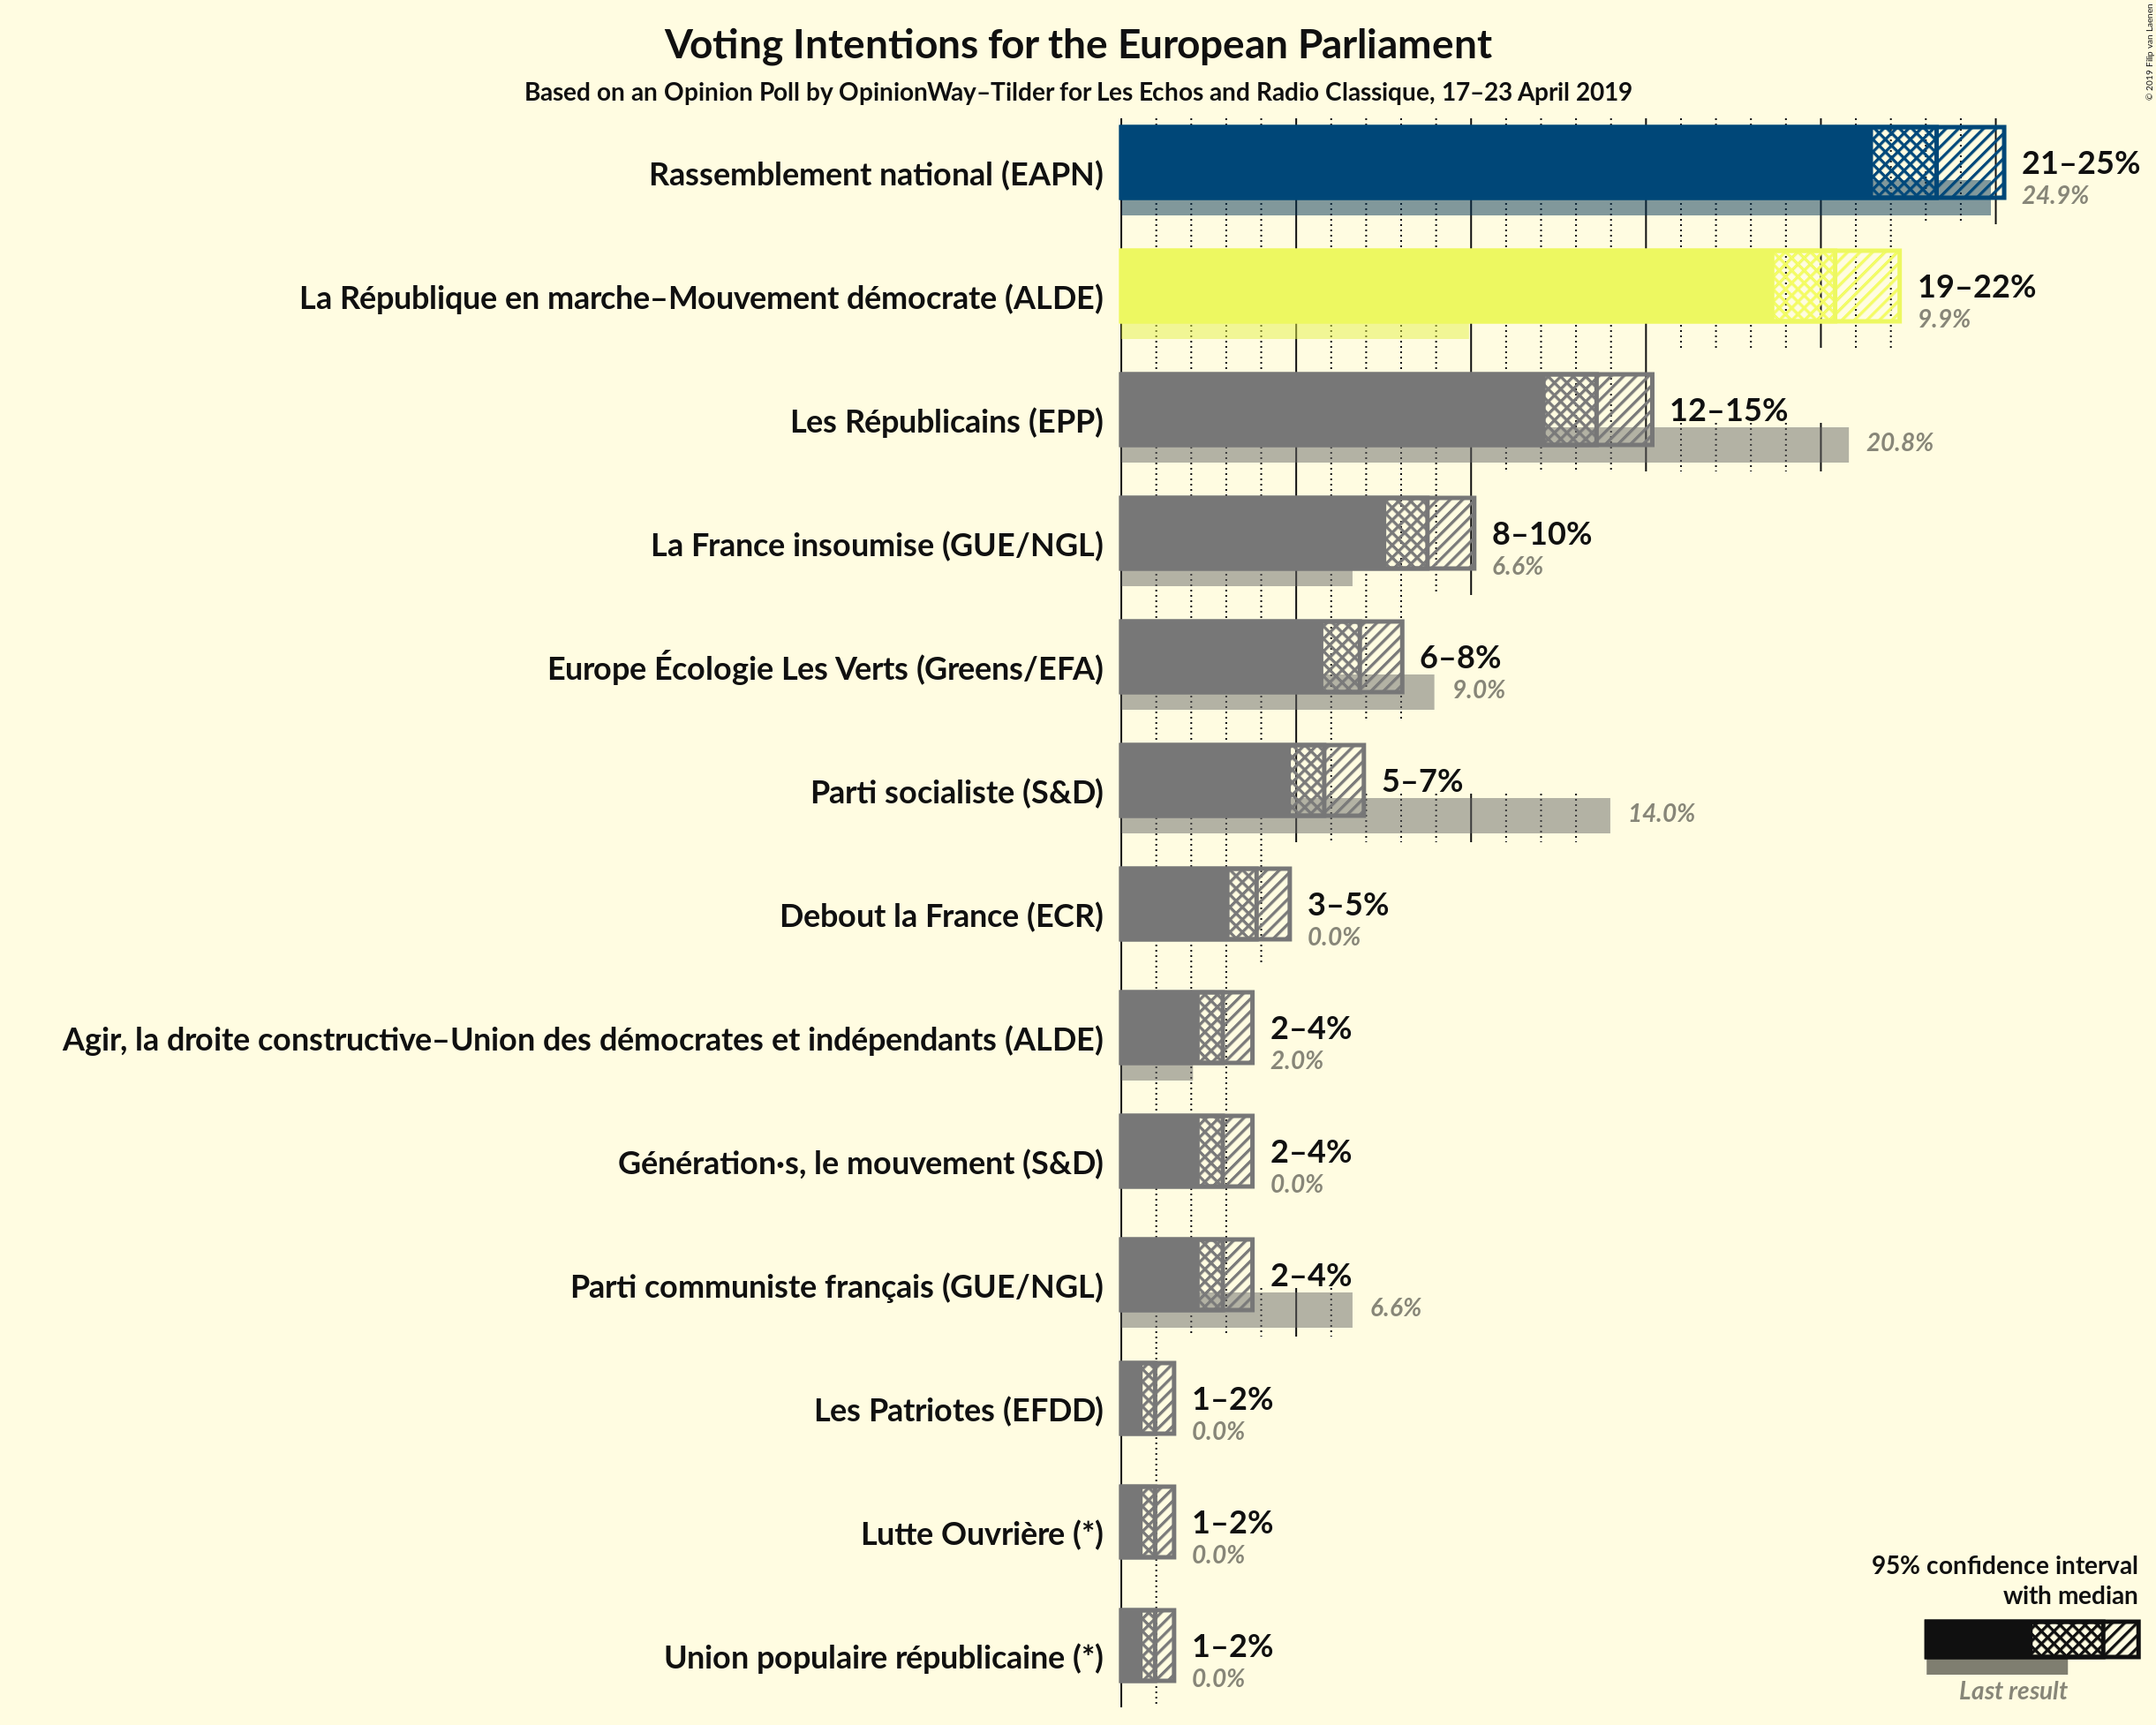 Voting Intentions for the European Parliament
Based on an Opinion Poll by OpinionWay–Tilder for Les Echos and Radio Classique, 17–23 April 2019
© 2019 Filip van Laenen
Rassemblement national (EAPN)
21–25%
24.9%
La République en marche–Mouvement démocrate (ALDE)
19–22%
9.9%
Les Républicains (EPP)
12–15%
20.8%
La France insoumise (GUE/NGL)
8–10%
6.6%
Europe Écologie Les Verts (Greens/EFA)
6–8%
9.0%
Parti socialiste (S&D)
5–7%
14.0%
Debout la France (ECR)
3–5%
0.0%
Agir, la droite constructive–Union des démocrates et indépendants (ALDE)
2–4%
2.0%
Génération·s, le mouvement (S&D)
2–4%
0.0%
Parti communiste français (GUE/NGL)
2–4%
6.6%
Les Patriotes (EFDD)
1–2%
0.0%
Lutte Ouvrière (*)
1–2%
0.0%
Union populaire républicaine (*)
1–2%
0.0%
95% confidence interval
with median
Last result